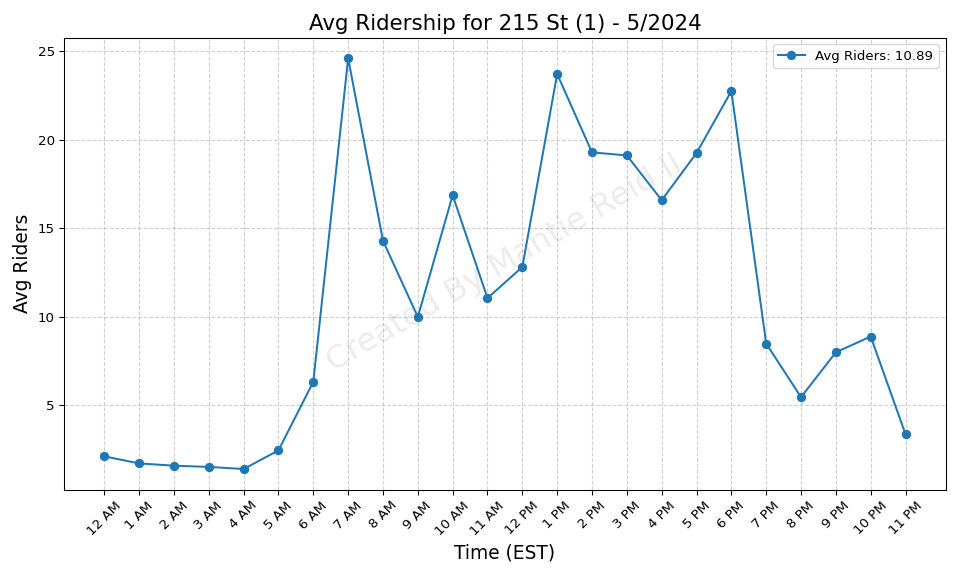 Avg Ridership for 215 St (1) - 5/2024
Avg Riders: 10.89
25
20
15
10
5
Avg Riders
Created By Mantie Reid II
12 AM
1 AM
2 AM
3 AM
4 AM
5 AM
6 AM
7 AM
8 AM
9 AM
10 AM
11 AM
12 PM
1 PM
2 PM
3 PM
4 PM
5 PM
6 PM
7 PM
8 PM
9 PM
10 PM
11 PM
Time (EST)